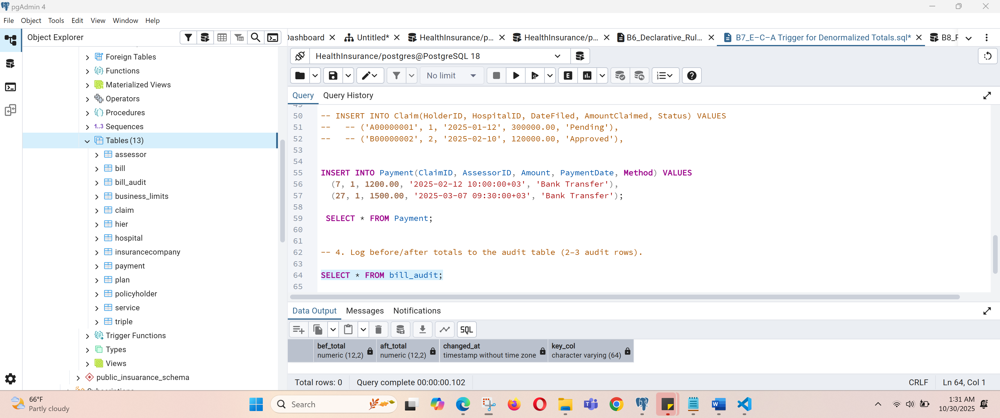 pgAdmin 4
File Object Tools Edit View Window Help
Object Explorer
Dashboard Untitled* HealthInsurance/p... HealthInsurance/p... B6_Declarative_Rul... B7_E–C–A Trigger for Denormalized Totals.sql* B8_
HealthInsurance/postgres@PostgreSQL 18
No limit
E
Query Query History
Foreign Tables
Functions
Materialized Views
Operators
Procedures
1..3 Sequences
Tables (13)
assessor
bill
bill_audit
business_limits
claim
hier
hospital
insurancecompany
payment
plan
policyholder
service
triple
Trigger Functions
Types
Views
public_insuarance_schema
Subscriptions
49
50 -- INSERT INTO Claim(HolderID, HospitalID, DateFiled, AmountClaimed, Status) VALUES
51 -- -- ('A00000001', 1, '2025-01-12', 300000.00, 'Pending'),
52 -- -- ('B00000002', 2, '2025-02-10', 120000.00, 'Approved'),
53
54
55 INSERT INTO Payment(ClaimID, AssessorID, Amount, PaymentDate, Method) VALUES
56 (7, 1, 1200.00, '2025-02-12 10:00:00+03', 'Bank Transfer'),
57 (27, 1, 1500.00, '2025-03-07 09:30:00+03', 'Bank Transfer');
58
59 SELECT * FROM Payment;
60
61
62 -- 4. Log before/after totals to the audit table (2–3 audit rows).
63
64 SELECT * FROM bill_audit;
65
Data Output Messages Notifications
SQL
bef_total aft_total changed_at key_col
numeric (12,2) numeric (12,2) timestamp without time zone character varying (64)
Total rows: 0 Query complete 00:00:00.102 CRLF Ln 64, Col 1
66°F
Partly cloudy
Search
1:31 AM
10/30/2025